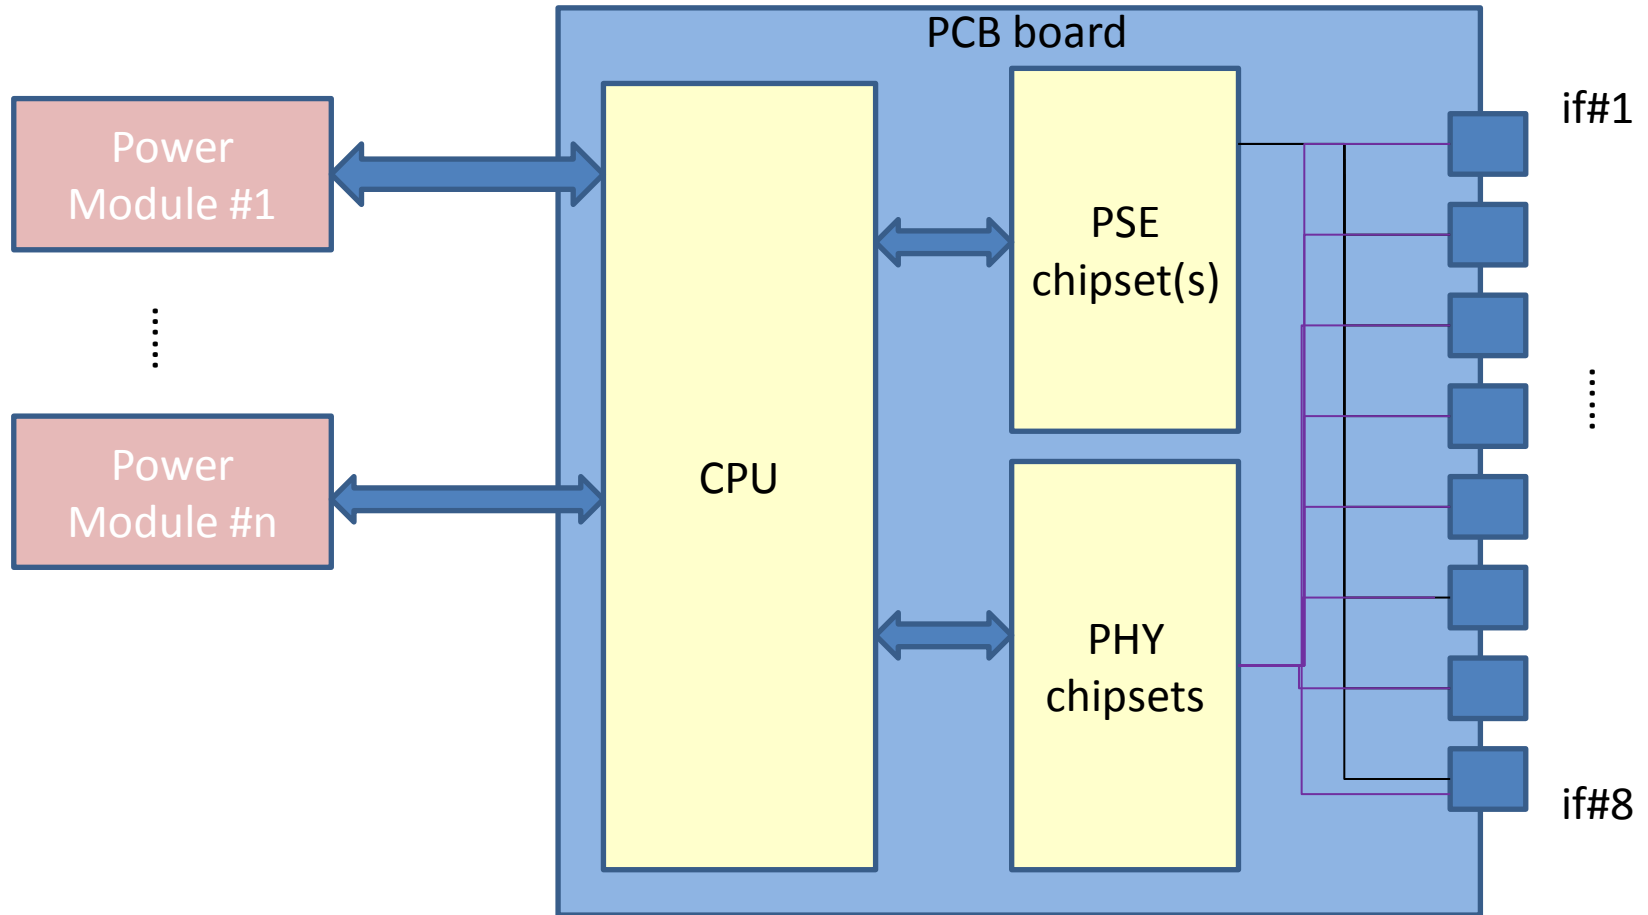 PCB board
Power
Module #1
......
Power
Module #n
CPU
PSE
chipset(s)
PHY
chipsets
if#1
......
if#8